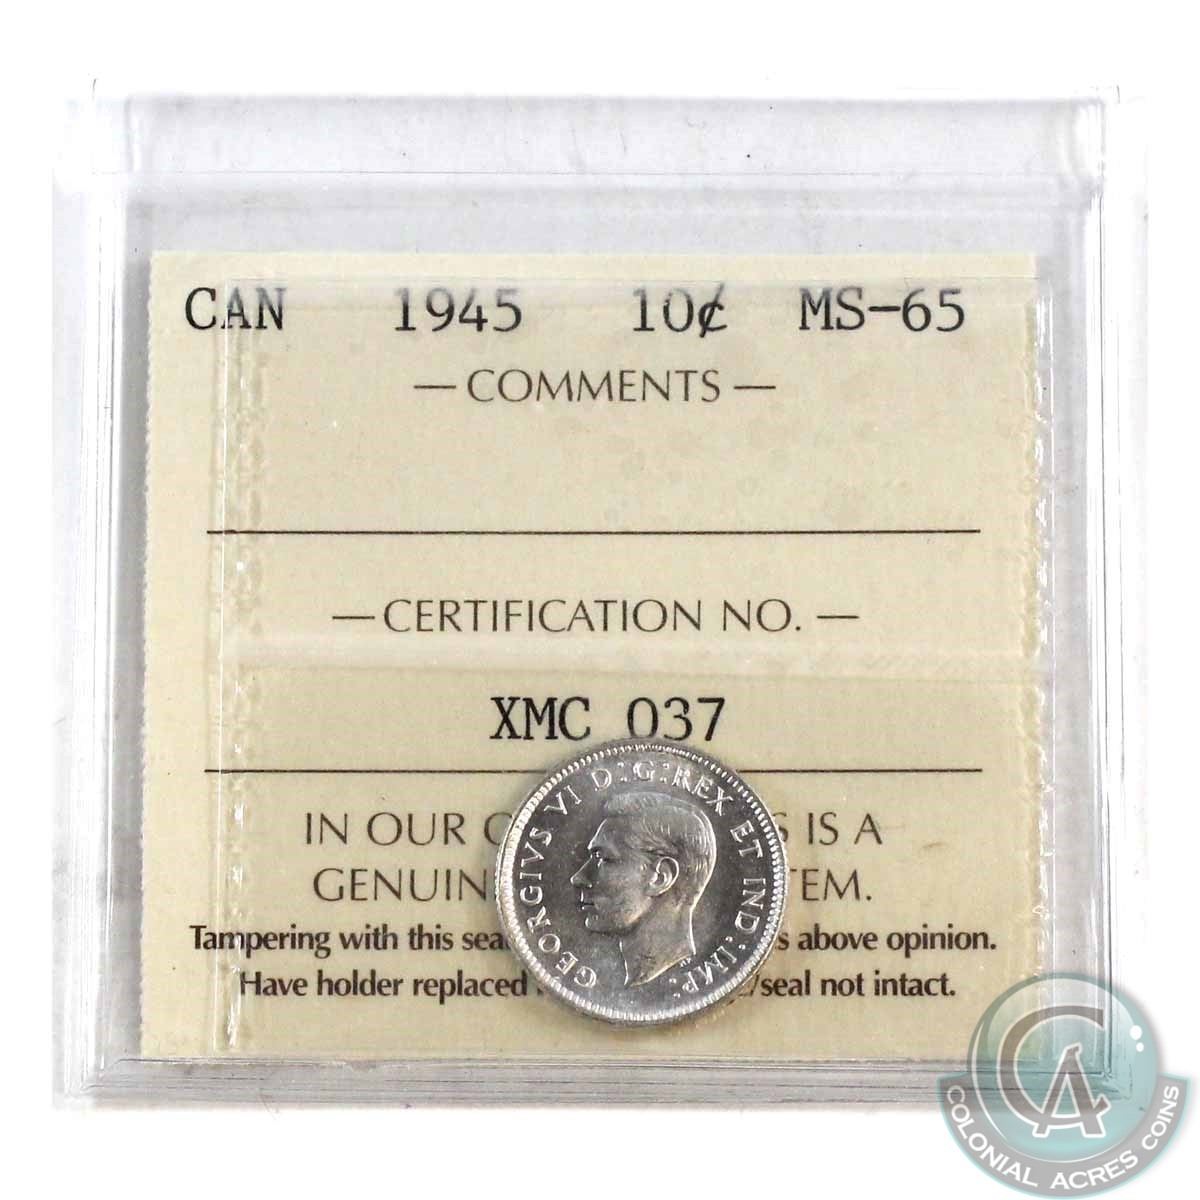 CAN 1945 10¢ MS-65
— COMMENTS —
— CERTIFICATION NO. —
XMC 037
IN OUR S IS A
GENUIN TEM.
Tampering with this sea s above opinion.
Have holder replaced /seal not intact.
GEORGIVS VI D:G:REX ET IND:IMP:
CA
COLONIAL ACRES COINS